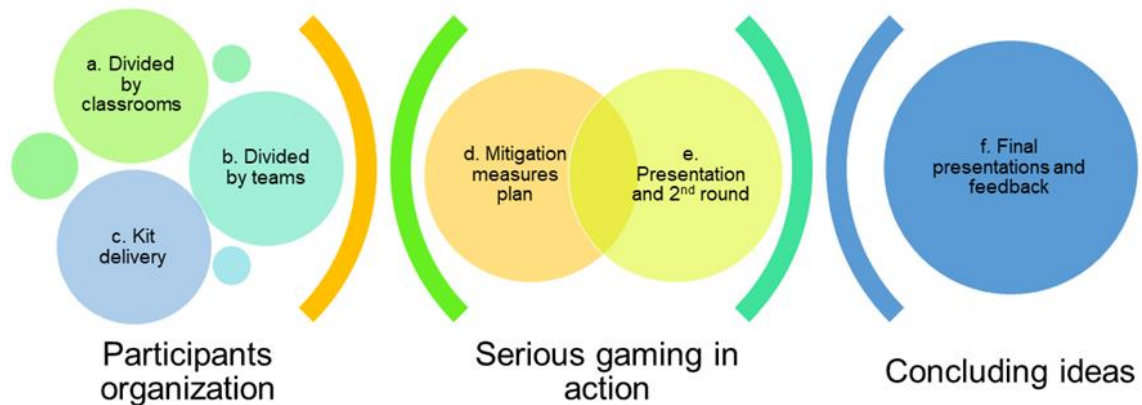 a. Divided
by
classrooms
b. Divided
by teams
c. Kit
delivery
Participants
organization
d. Mitigation
measures
plan
e.
Presentation
and 2nd round
Serious gaming in
action
f. Final
presentations and
feedback
Concluding ideas